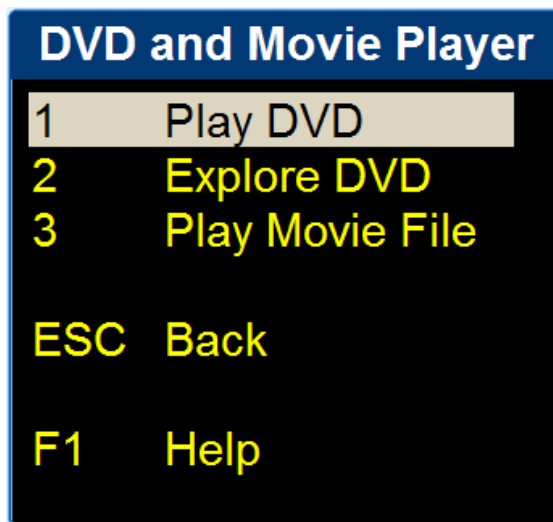 DVD and Movie Player
1 Play DVD
2 Explore DVD
3 Play Movie File
ESC Back
F1 Help